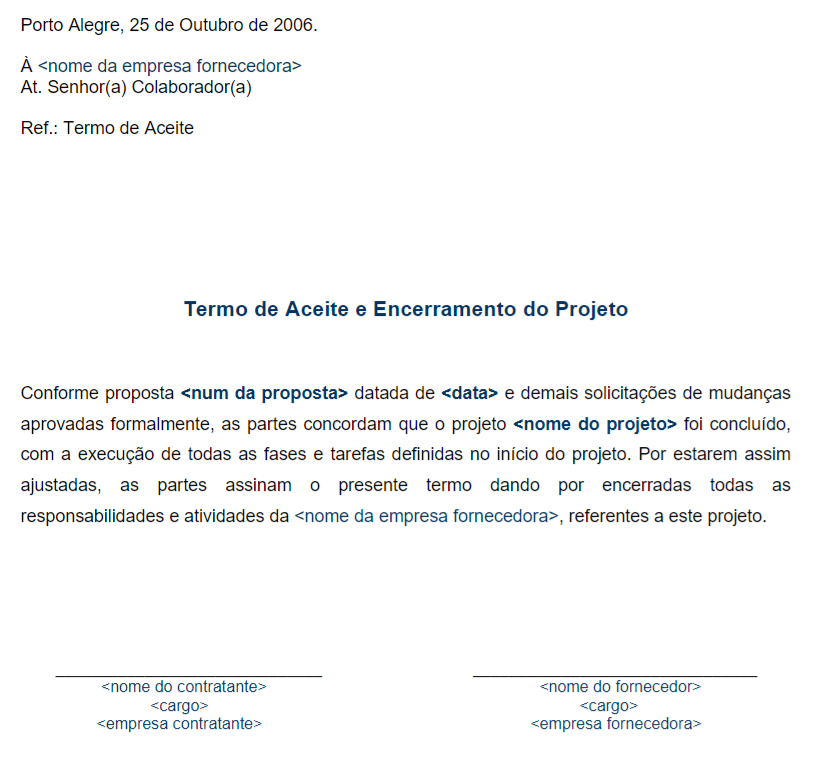 Porto Alegre, 25 de Outubro de 2006.
À <nome da empresa fornecedora>
At. Senhor(a) Colaborador(a)
Ref.: Termo de Aceite
Termo de Aceite e Encerramento do Projeto
Conforme proposta <num da proposta> datada de <data> e demais solicitações de mudanças
aprovadas formalmente, as partes concordam que o projeto <nome do projeto> foi concluído,
com a execução de todas as fases e tarefas definidas no início do projeto. Por estarem assim
ajustadas, as partes assinam o presente termo dando por encerradas todas as
responsabilidades e atividades da <nome da empresa fornecedora>, referentes a este projeto.
<nome do contratante> <nome do fornecedor>
<cargo> <cargo>
<empresa contratante> <empresa fornecedora>